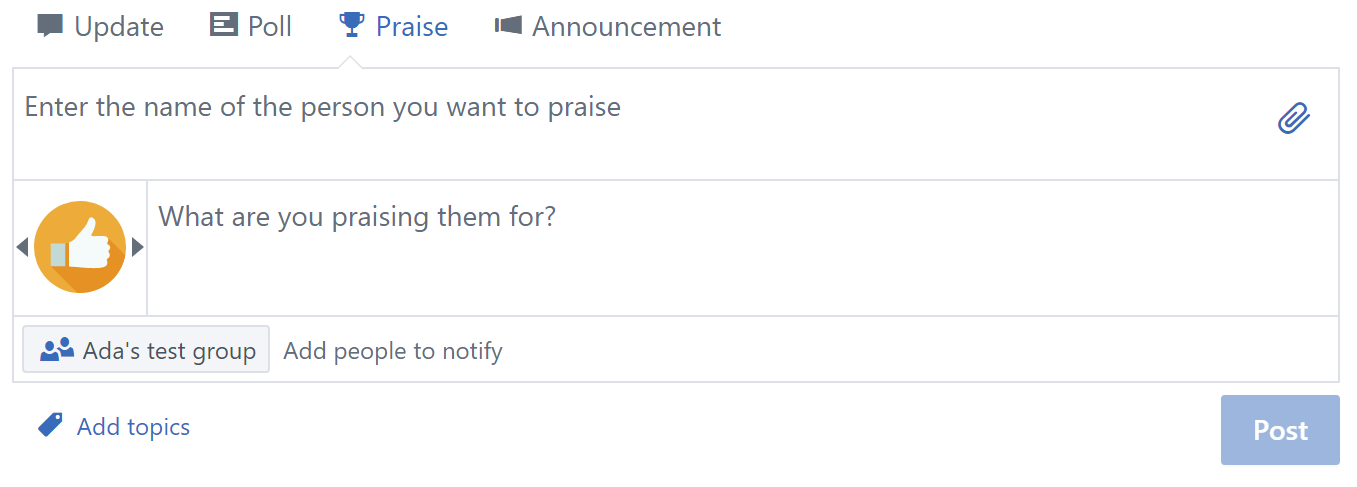 Update Poll Praise Announcement
Enter the name of the person you want to praise
What are you praising them for?
Ada's test group Add people to notify
Add topics
Post